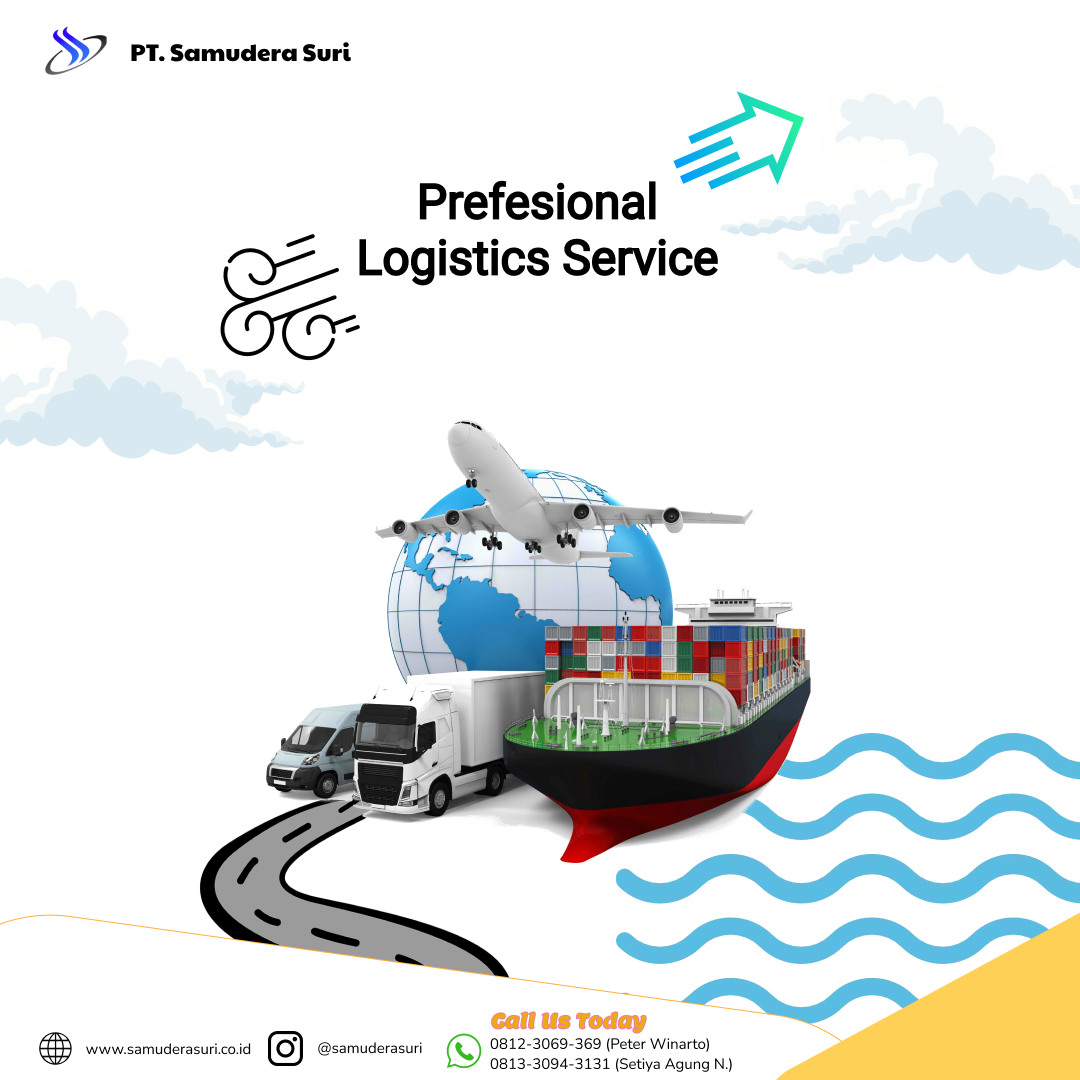 PT. Samudera Suri
Prefesional
Logistics Service
Call Us Today
www.samuderasuri.co.id
@samuderasuri
0812-3069-369 (Peter Winarto)
0813-3094-3131 (Setiya Agung N.)